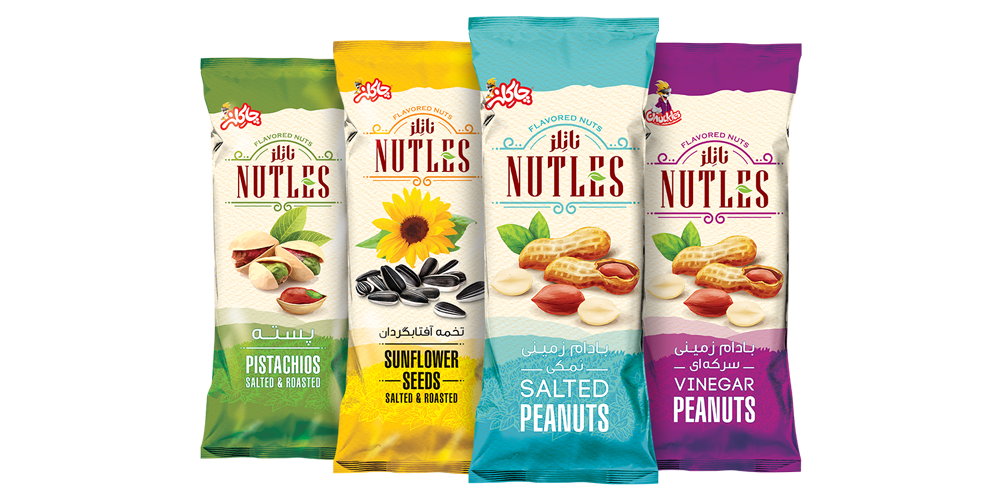 چاکلز
FLAVORED NUTS
ناتلز
NUTLES
پسته
PISTACHIOS
SALTED & ROASTED
چاکلز
FLAVORED NUTS
ناتلز
NUTLES
تخمه آفتابگردان
SUNFLOWER
SEEDS
SALTED & ROASTED
چاکلز
FLAVORED NUTS
ناتلز
NUTLES
بادام زمینی
نمکی
SALTED
PEANUTS
Chuckles
FLAVORED NUTS
ناتلز
NUTLES
بادام زمینی
سرکه‌ای
VINEGAR
PEANUTS